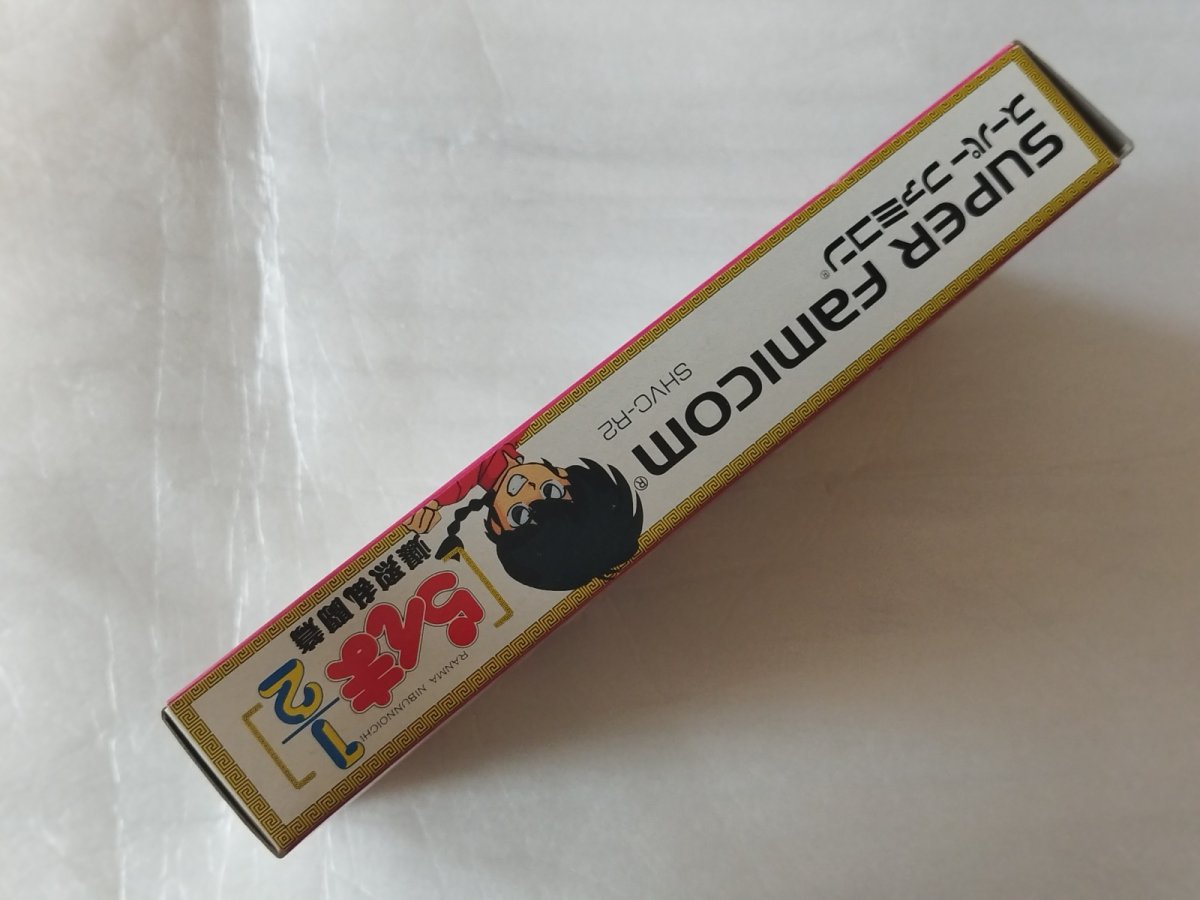 SUPER FAMICOM®
スーパーファミコン®
SHVC-R2
RANMA NIBUNNOICHI
らんま1/2
爆烈乱闘篇